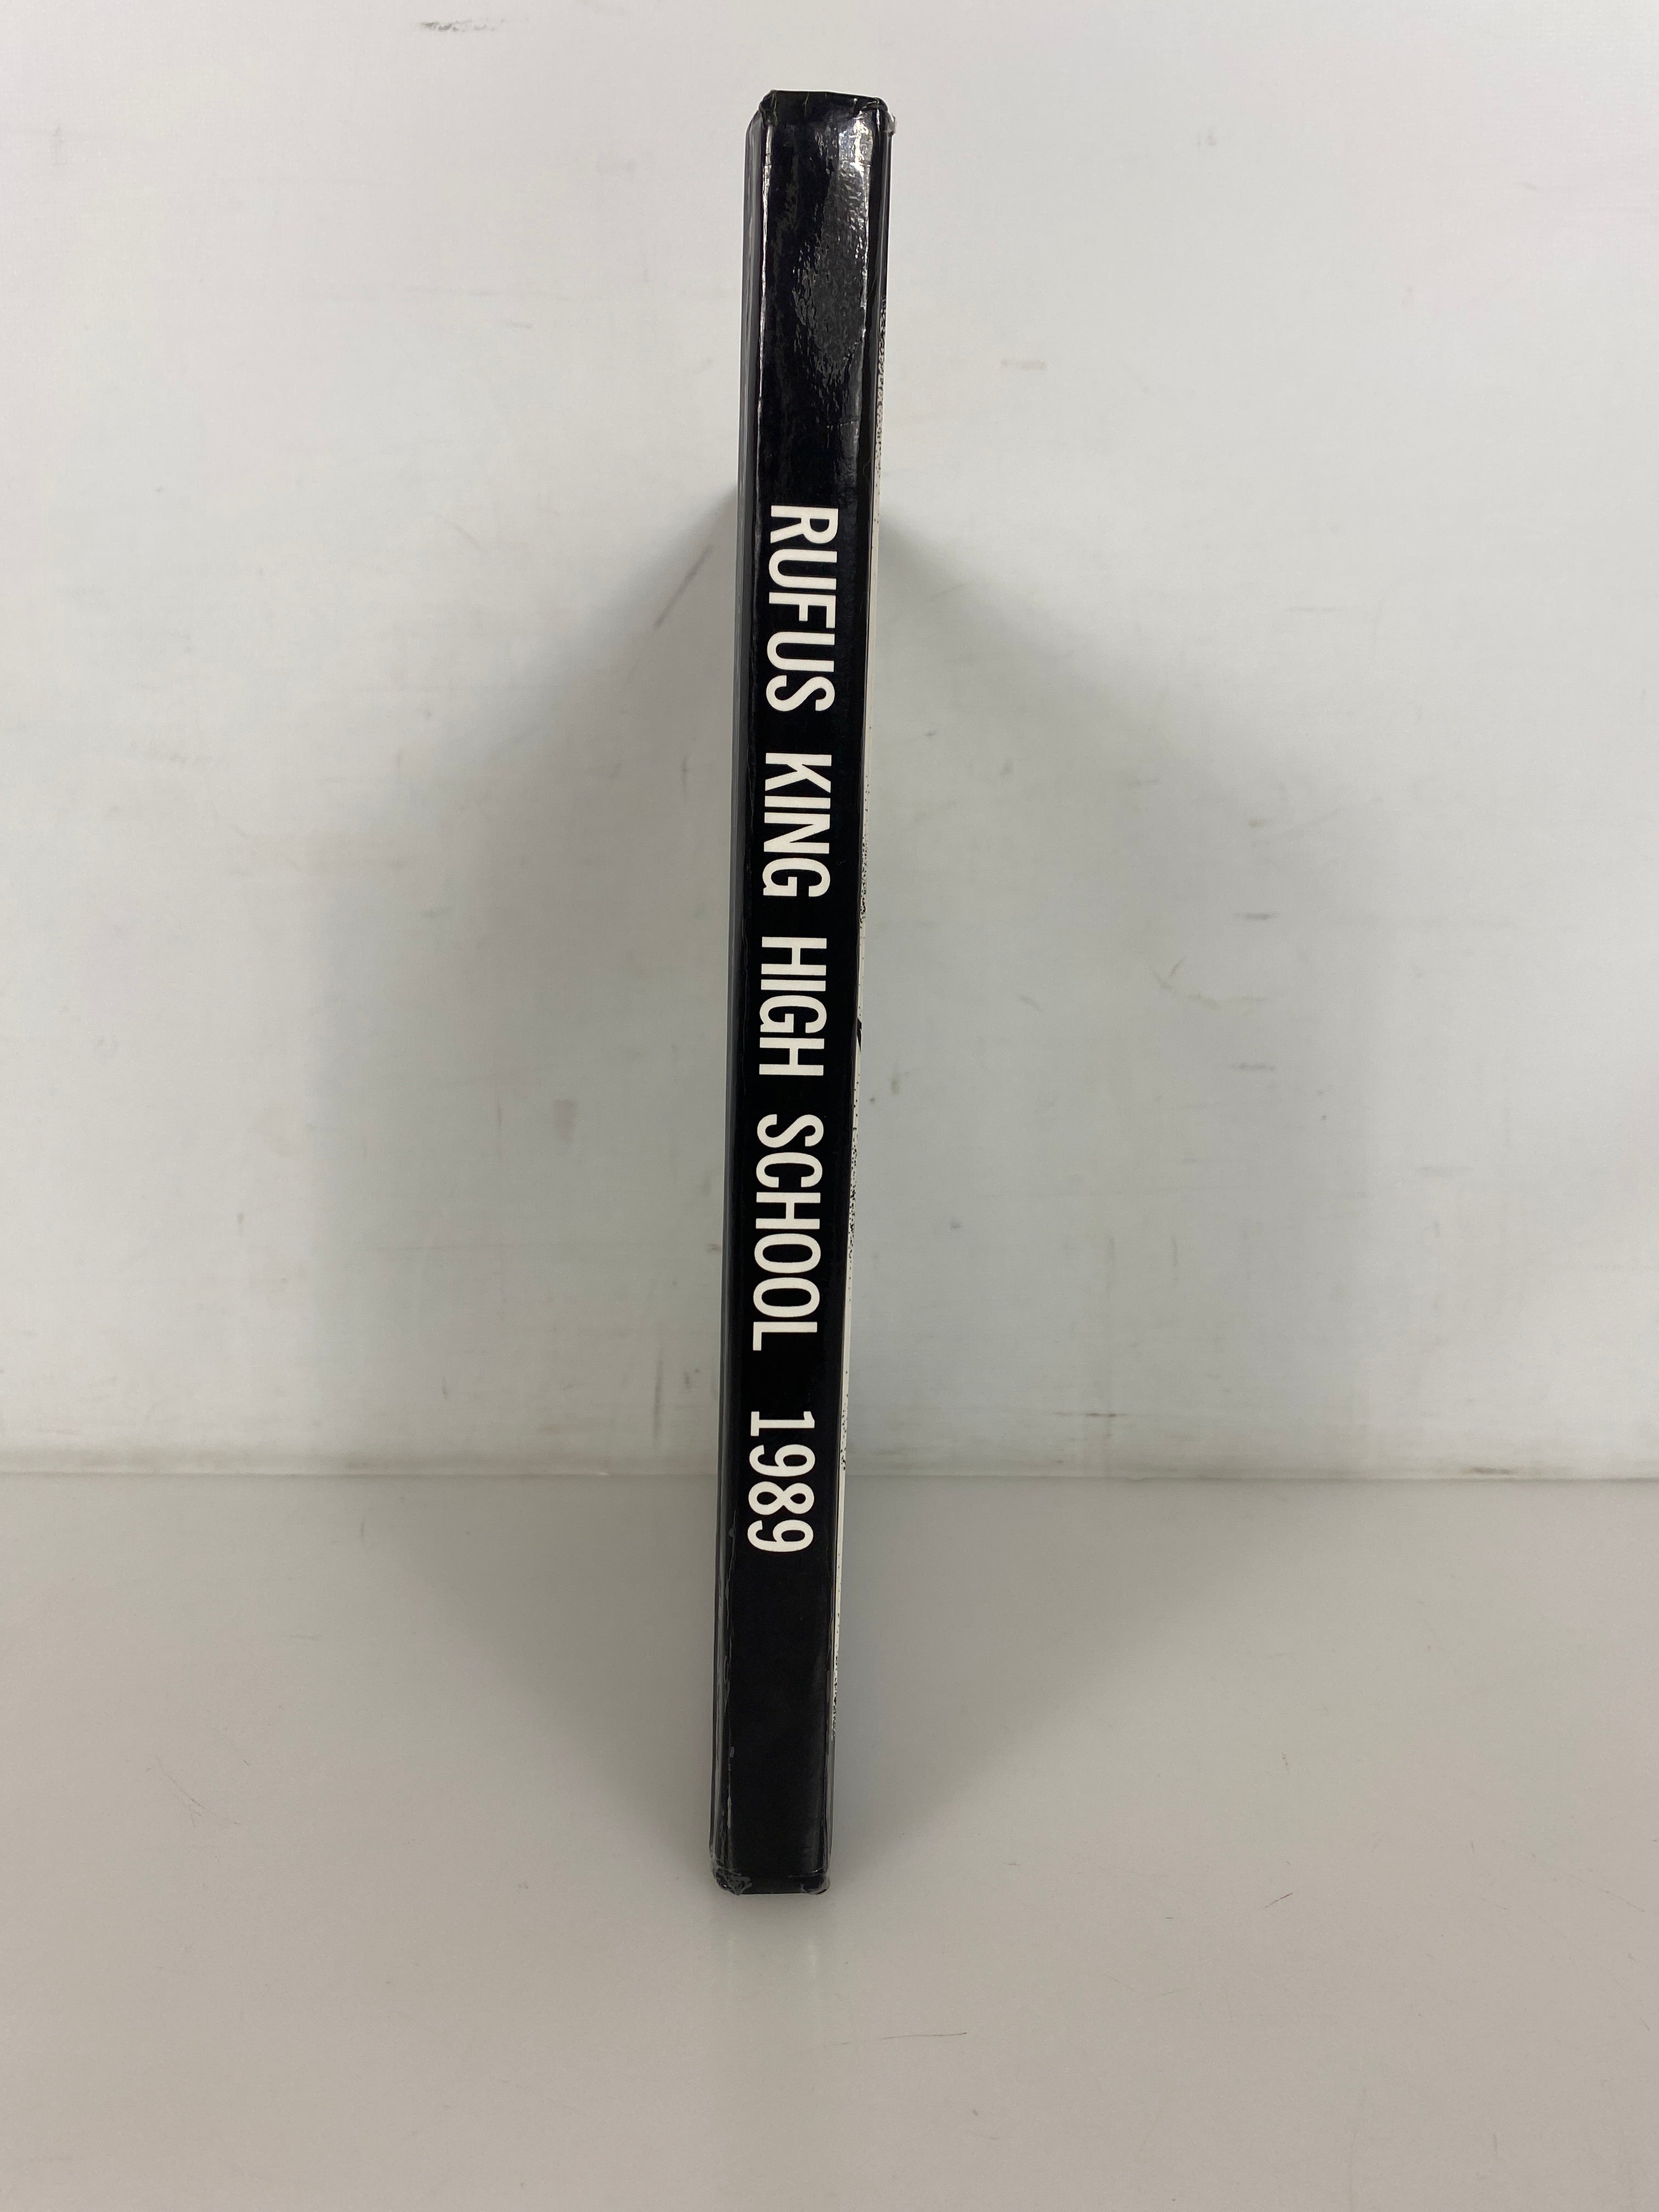 RUFUS KING HIGH SCHOOL 1989